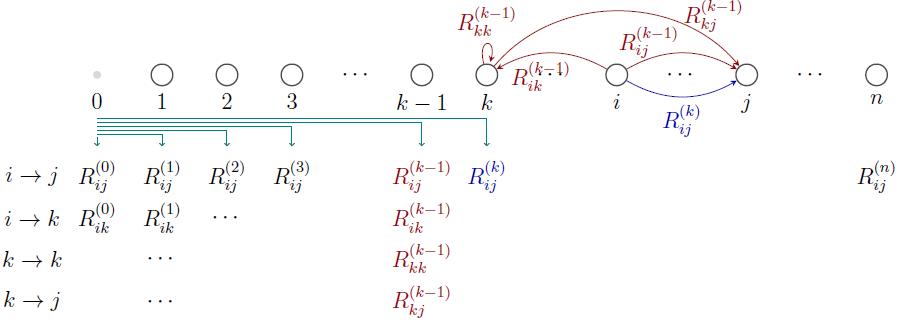 R_{kk}^{(k-1)} R_{kj}^{(k-1)}
R_{ij}^{(k-1)}
R_{ik}^{(k-1)}
⋯ ⋯ ⋯ ⋯
0 1 2 3 k − 1 k i j n
R_{ij}^{(k)}
i → j R_{ij}^{(0)} R_{ij}^{(1)} R_{ij}^{(2)} R_{ij}^{(3)} R_{ij}^{(k-1)} R_{ij}^{(k)} R_{ij}^{(n)}
i → k R_{ik}^{(0)} R_{ik}^{(1)} ⋯ R_{ik}^{(k-1)}
k → k ⋯ R_{kk}^{(k-1)}
k → j ⋯ R_{kj}^{(k-1)}